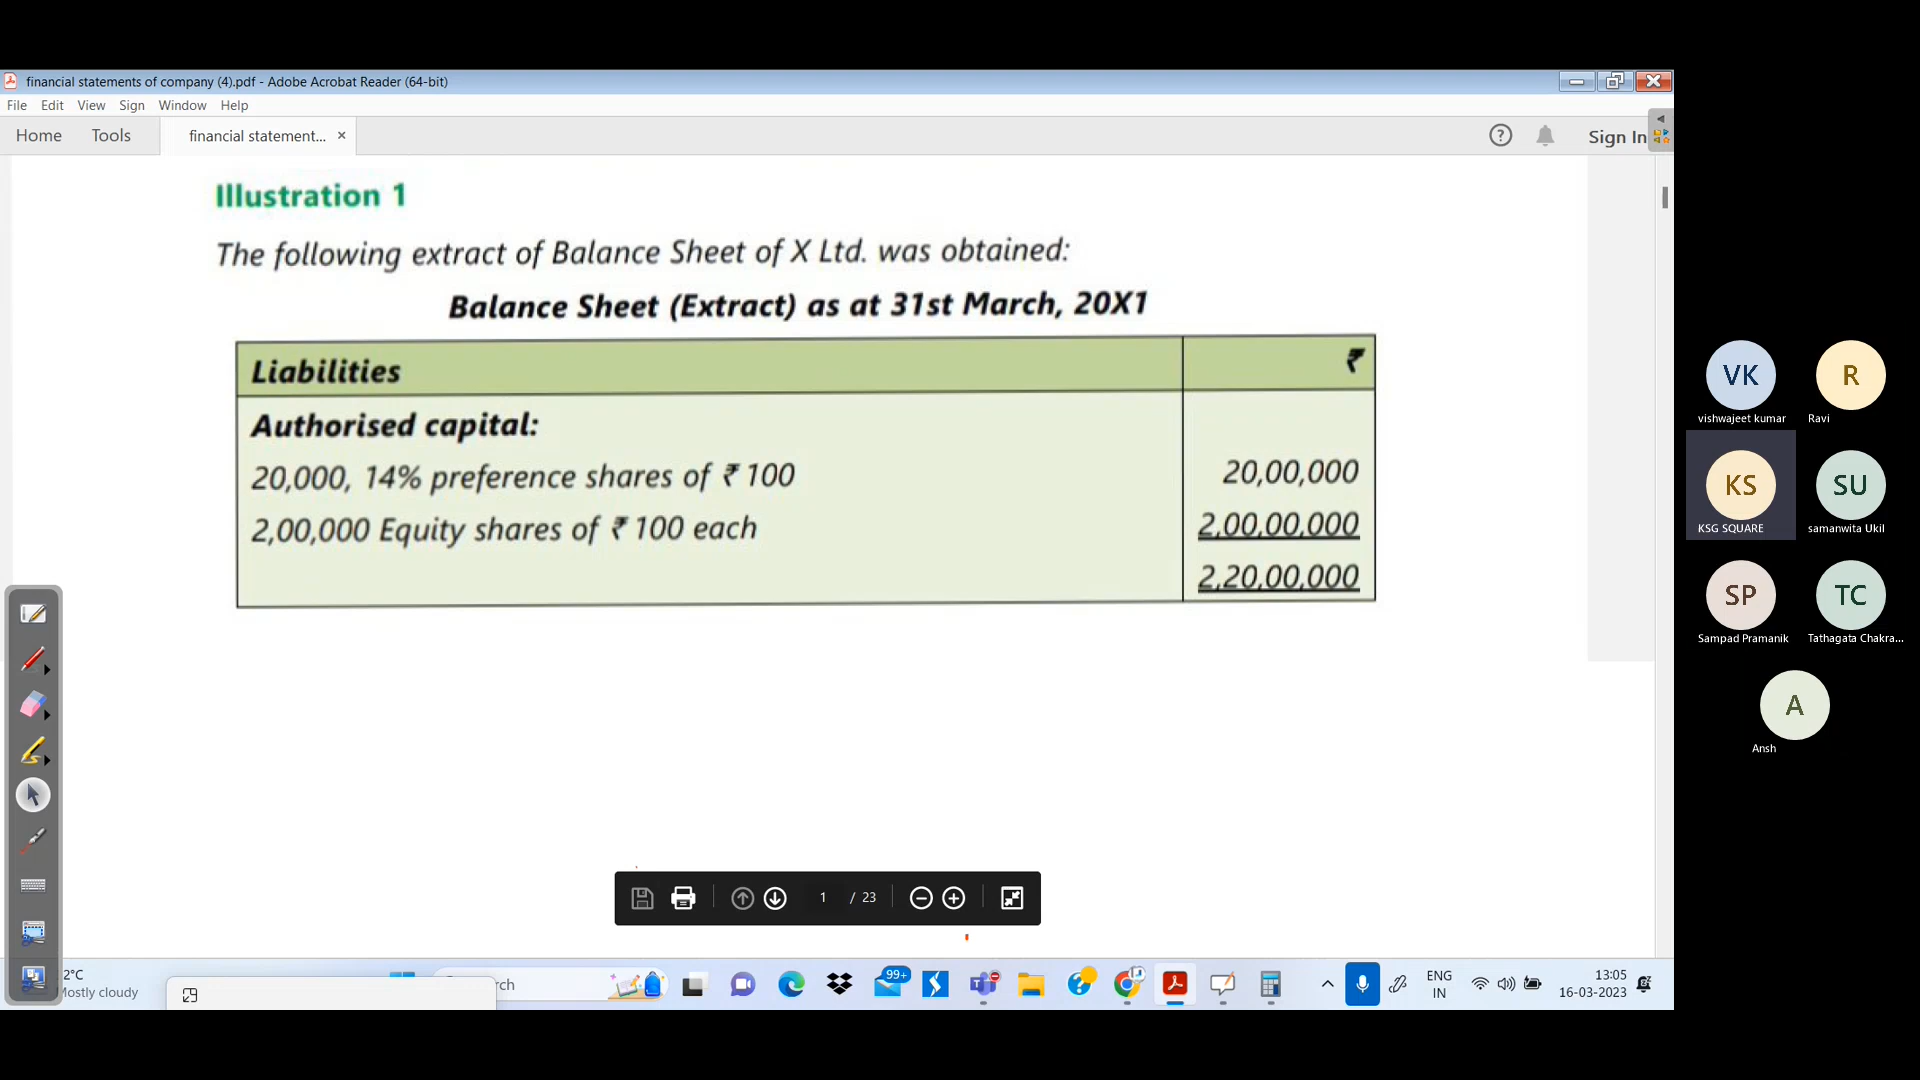 financial statements of company (4).pdf - Adobe Acrobat Reader (64-bit)
File Edit View Sign Window Help
Home Tools financial statement... × ? Sign In
Illustration 1
The following extract of Balance Sheet of X Ltd. was obtained:
Balance Sheet (Extract) as at 31st March, 20X1
Liabilities ₹
Authorised capital:
20,000, 14% preference shares of ₹ 100 20,00,000
2,00,000 Equity shares of ₹ 100 each 2,00,00,000
2,20,00,000
VK R
vishwajeet kumar Ravi
KS SU
KSG SQUARE samanwita Ukil
SP TC
Sampad Pramanik Tathagata Chakra...
A
Ansh
1 / 23
2°C
Mostly cloudy
rch
99+
ENG
IN
13:05
16-03-2023